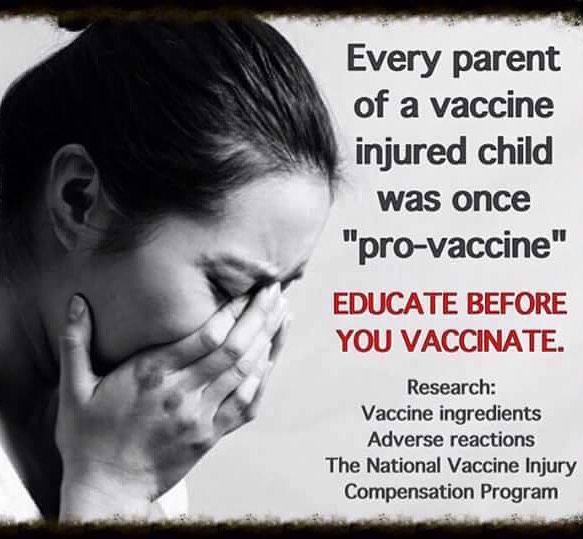 Every parent
of a vaccine
injured child
was once
"pro-vaccine"
EDUCATE BEFORE
YOU VACCINATE.
Research:
Vaccine ingredients
Adverse reactions
The National Vaccine Injury
Compensation Program